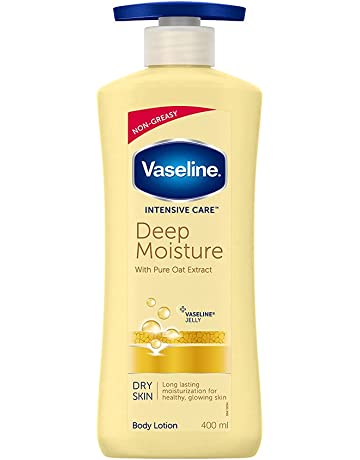 NON-GREASY
Vaseline.
INTENSIVE CARE™
Deep
Moisture
With Pure Oat Extract
VASELINE®
JELLY
DRY
SKIN
Long lasting
moisturization for
healthy, glowing skin
Body Lotion 400 ml